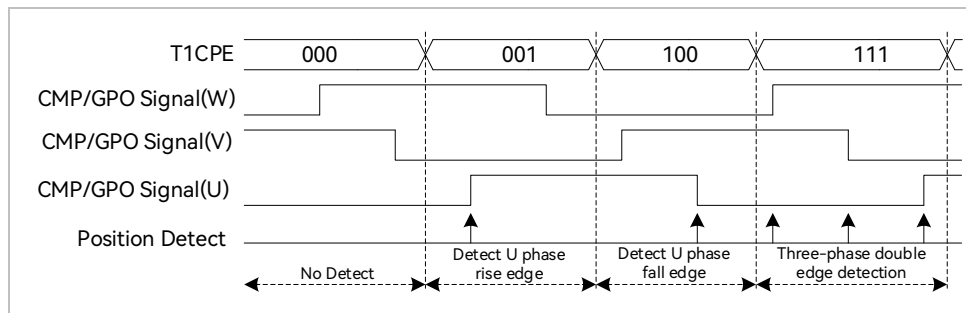 T1CPE 000 001 100 111
CMP/GPO Signal(W)
CMP/GPO Signal(V)
CMP/GPO Signal(U)
Position Detect
No Detect
Detect U phase
rise edge
Detect U phase
fall edge
Three-phase double
edge detection